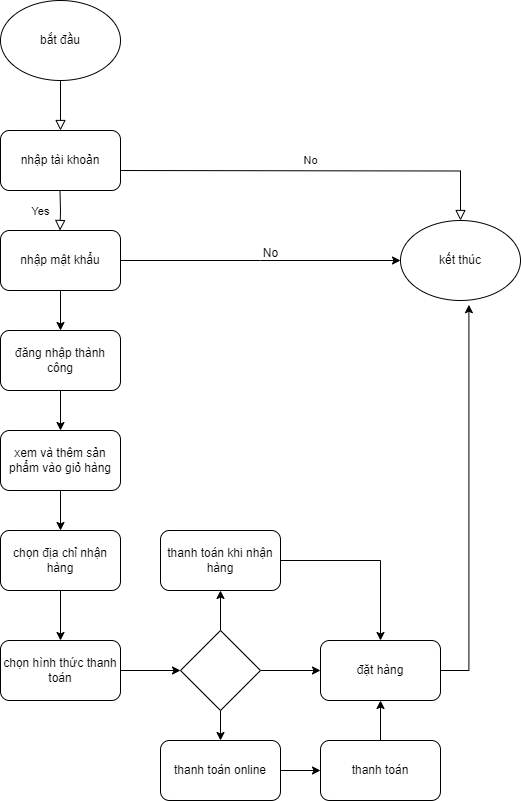 bắt đầu
nhập tài khoản
No
Yes
nhập mật khẩu
No
kết thúc
đăng nhập thành
công
xem và thêm sản
phẩm vào giỏ hàng
chọn địa chỉ nhận
hàng
thanh toán khi nhận
hàng
chọn hình thức thanh
toán
đặt hàng
thanh toán online
thanh toán